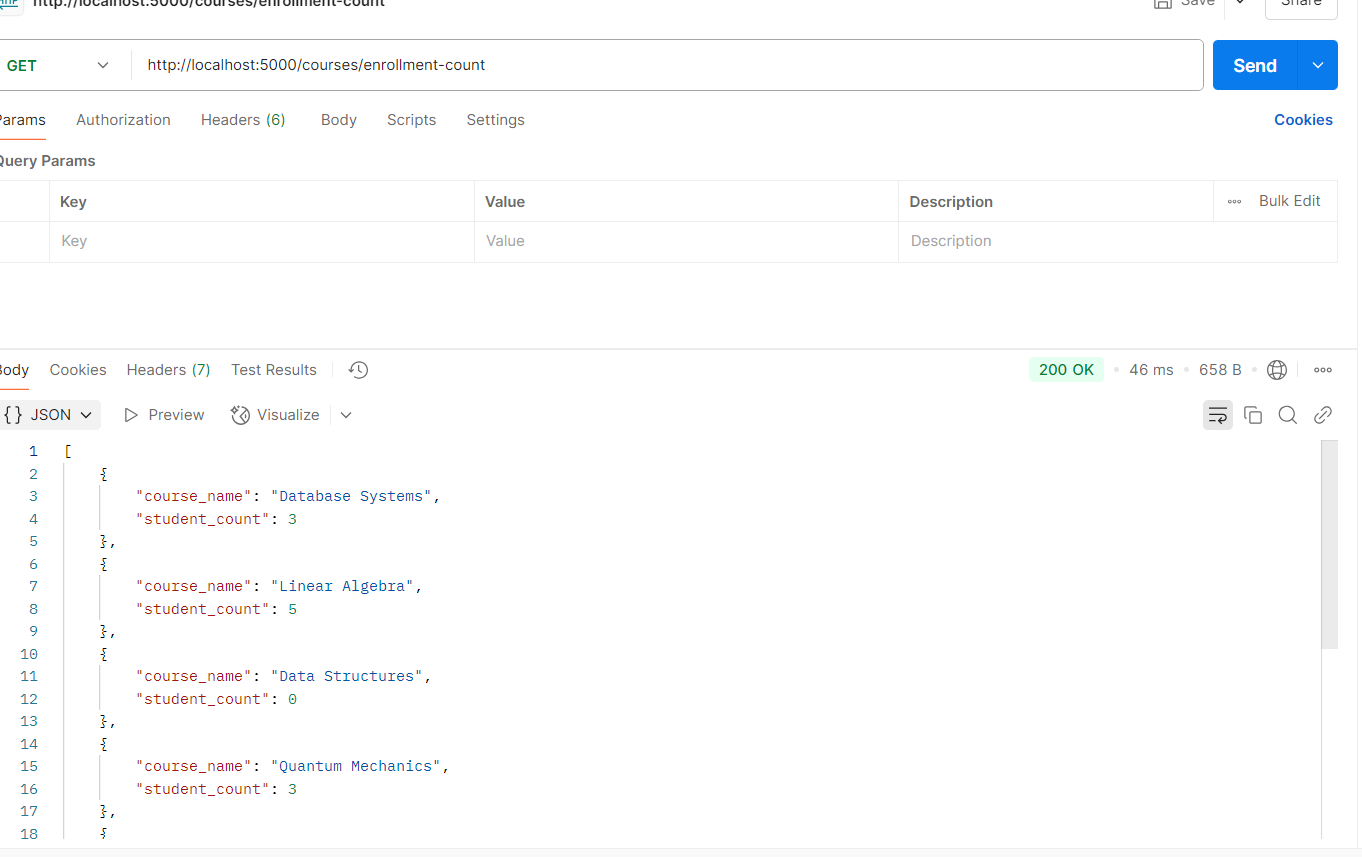 http://localhost:5000/courses/enrollment-count Save Share
GET http://localhost:5000/courses/enrollment-count Send
Params Authorization Headers (6) Body Scripts Settings Cookies
Query Params
Key Value Description Bulk Edit
Key Value Description
Body Cookies Headers (7) Test Results 200 OK 46 ms 658 B
{} JSON Preview Visualize
1 [
2 {
3 "course_name": "Database Systems",
4 "student_count": 3
5 },
6 {
7 "course_name": "Linear Algebra",
8 "student_count": 5
9 },
10 {
11 "course_name": "Data Structures",
12 "student_count": 0
13 },
14 {
15 "course_name": "Quantum Mechanics",
16 "student_count": 3
17 },
18 {